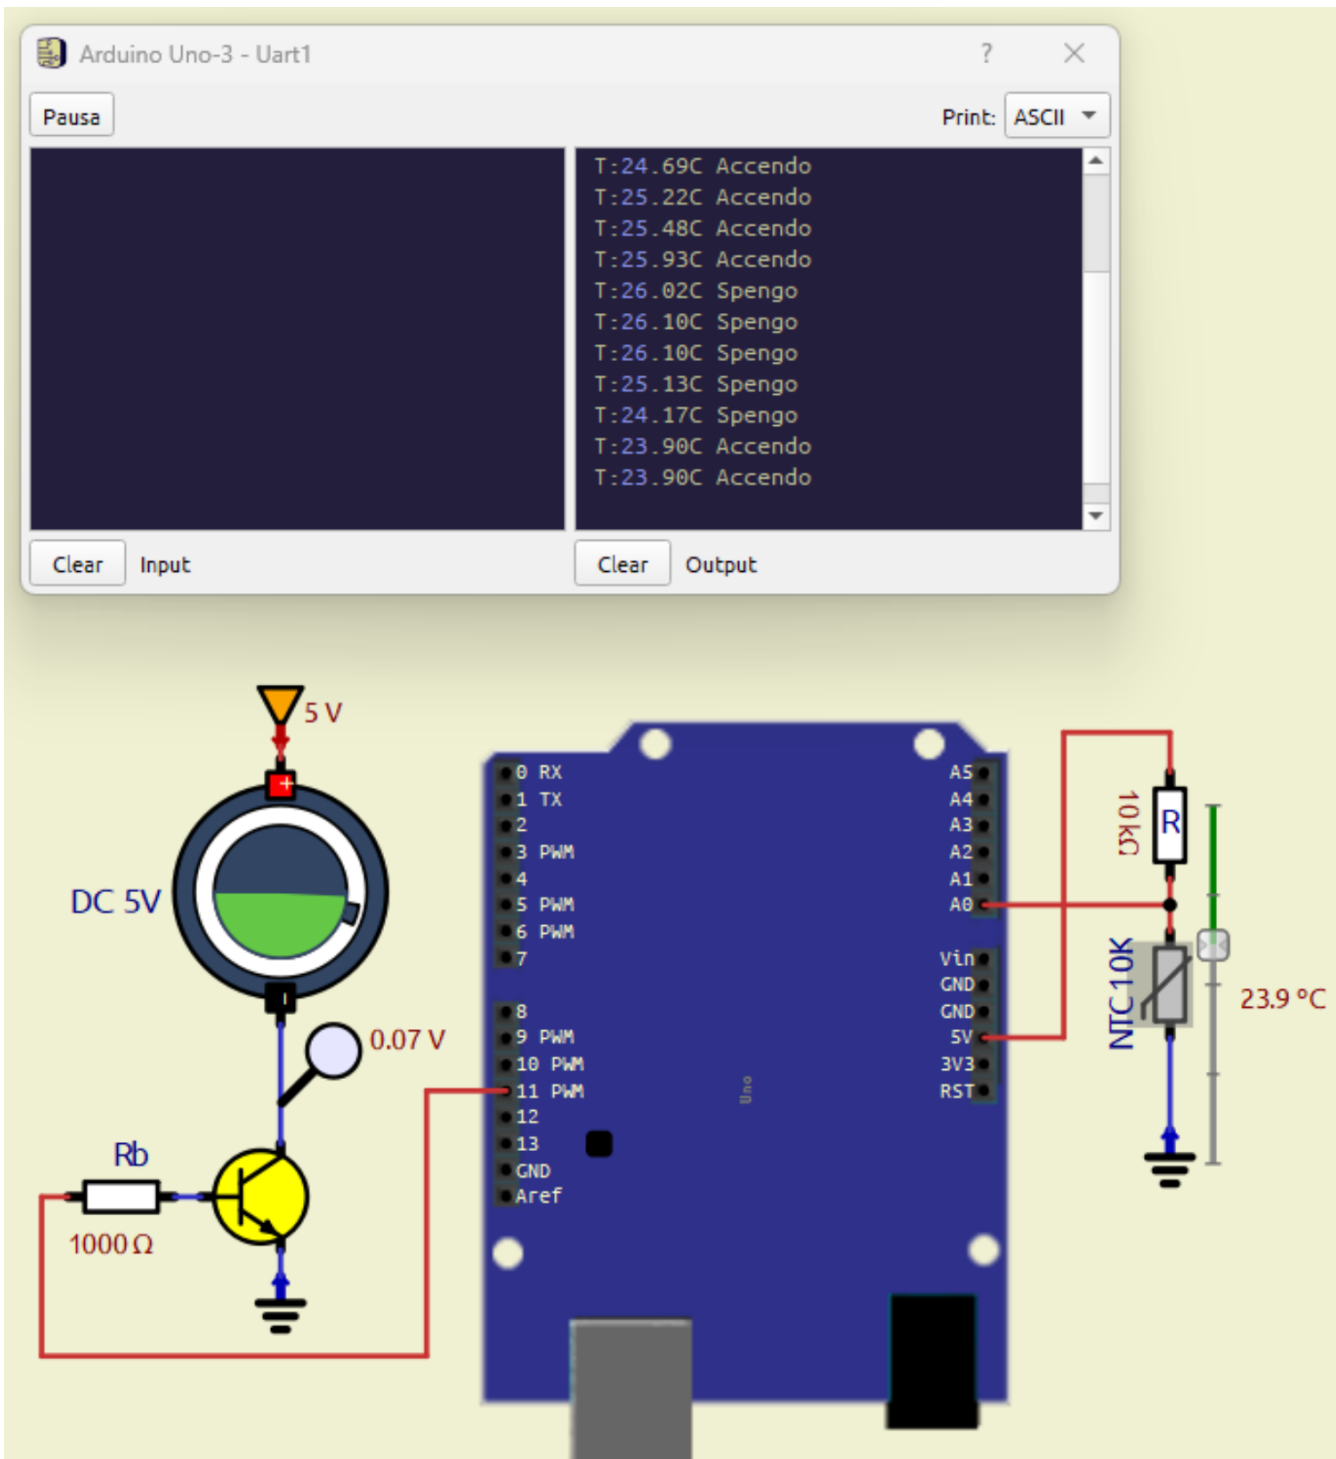 Arduino Uno-3 - Uart1
?
Pausa
Print: ASCII
T:24.69C Accendo
T:25.22C Accendo
T:25.48C Accendo
T:25.93C Accendo
T:26.02C Spengo
T:26.10C Spengo
T:26.10C Spengo
T:25.13C Spengo
T:24.17C Spengo
T:23.90C Accendo
T:23.90C Accendo
Clear Input
Clear Output
5 V
+
DC 5V
-
0.07 V
Rb
1000 Ω
0 RX
1 TX
2
3 PWM
4
5 PWM
6 PWM
7
8
9 PWM
10 PWM
11 PWM
12
13
GND
Aref
Uno
A5
A4
A3
A2
A1
A0
Vin
GND
GND
5V
3V3
RST
10 kΩ
R
NTC 10K
23.9 ºC